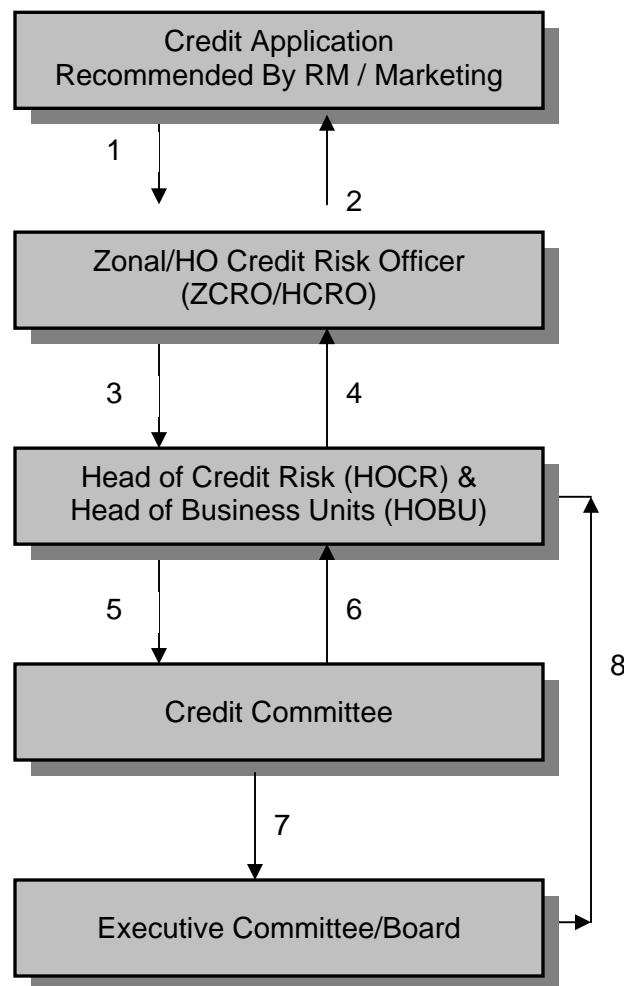 Credit Application
Recommended By RM / Marketing
1
2
Zonal/HO Credit Risk Officer
(ZCRO/HCRO)
3
4
Head of Credit Risk (HOCR) &
Head of Business Units (HOBU)
5
6
8
Credit Committee
7
Executive Committee/Board